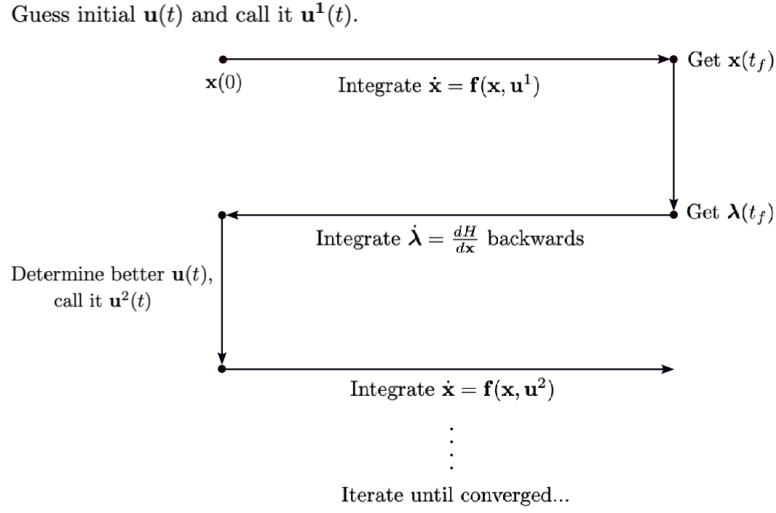 Guess initial 𝐮(t) and call it 𝐮¹(t).
Get 𝐱(t_f)
𝐱(0)
Integrate 𝐱̇ = 𝐟(𝐱, 𝐮¹)
Get 𝛌(t_f)
Integrate 𝛌̇ = dH/d𝐱 backwards
Determine better 𝐮(t),
call it 𝐮²(t)
Integrate 𝐱̇ = 𝐟(𝐱, 𝐮²)
⋮
Iterate until converged...